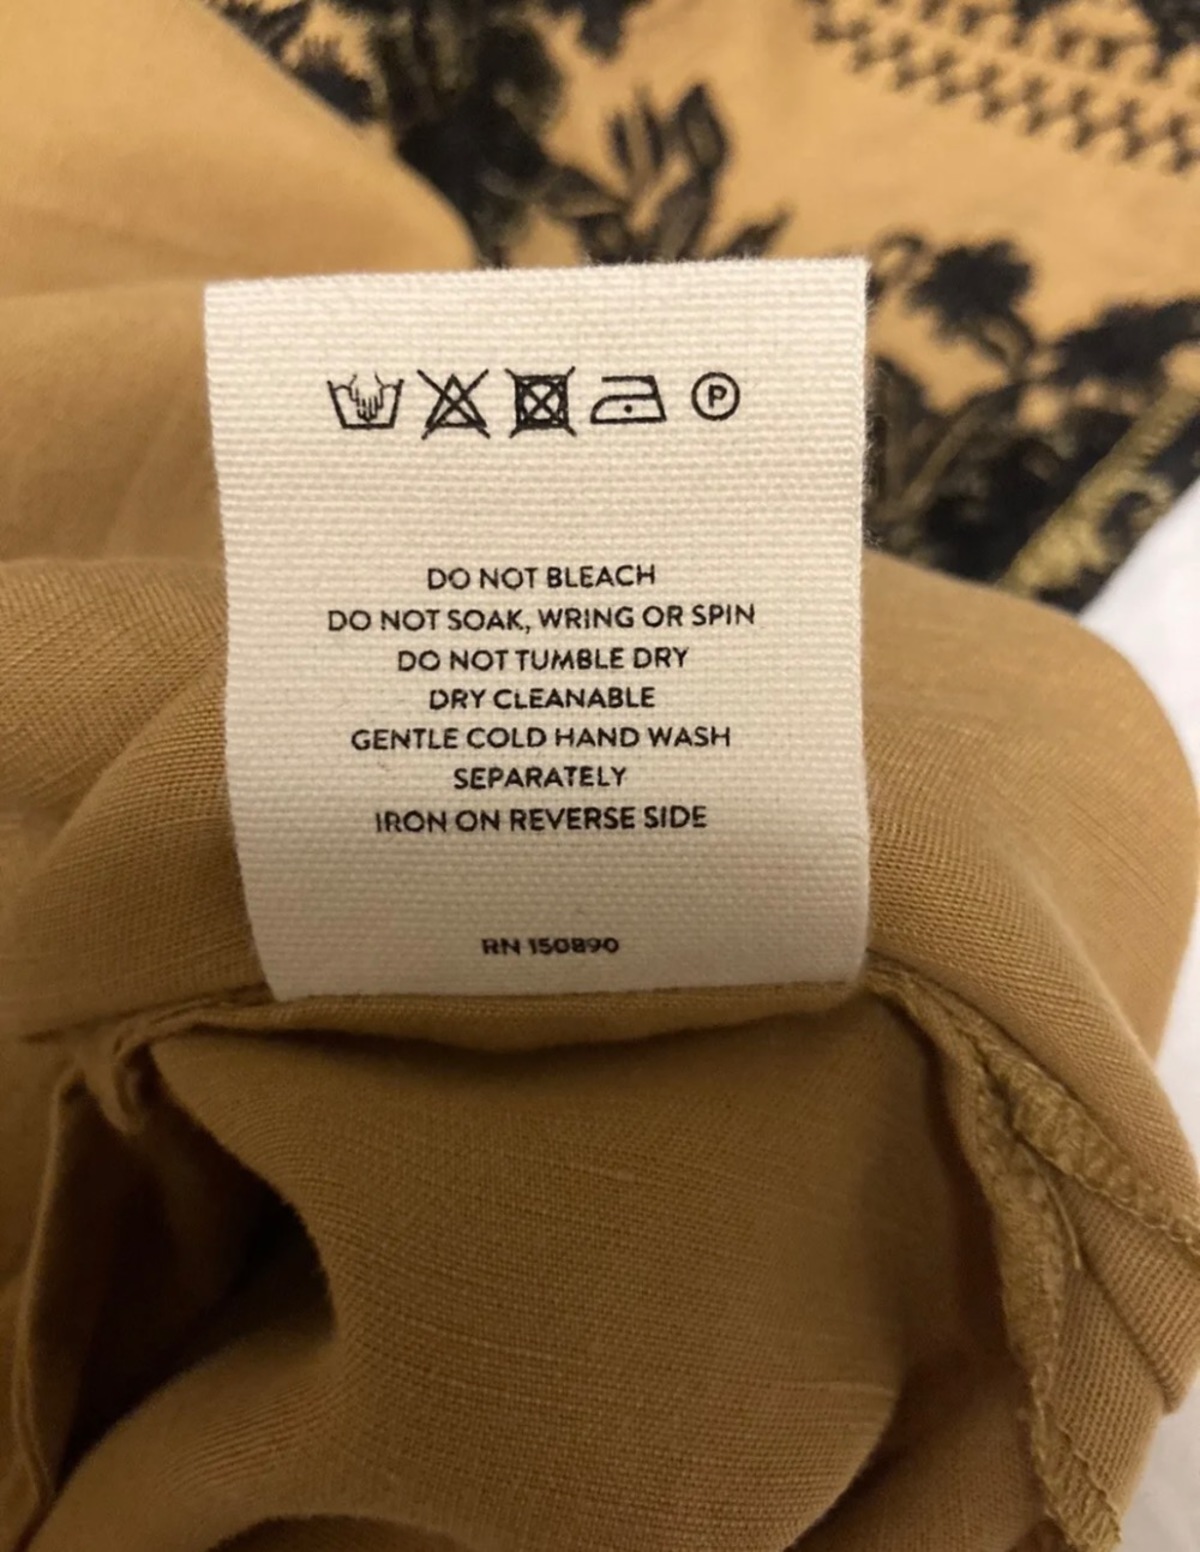 P
DO NOT BLEACH
DO NOT SOAK, WRING OR SPIN
DO NOT TUMBLE DRY
DRY CLEANABLE
GENTLE COLD HAND WASH
SEPARATELY
IRON ON REVERSE SIDE
RN 150890